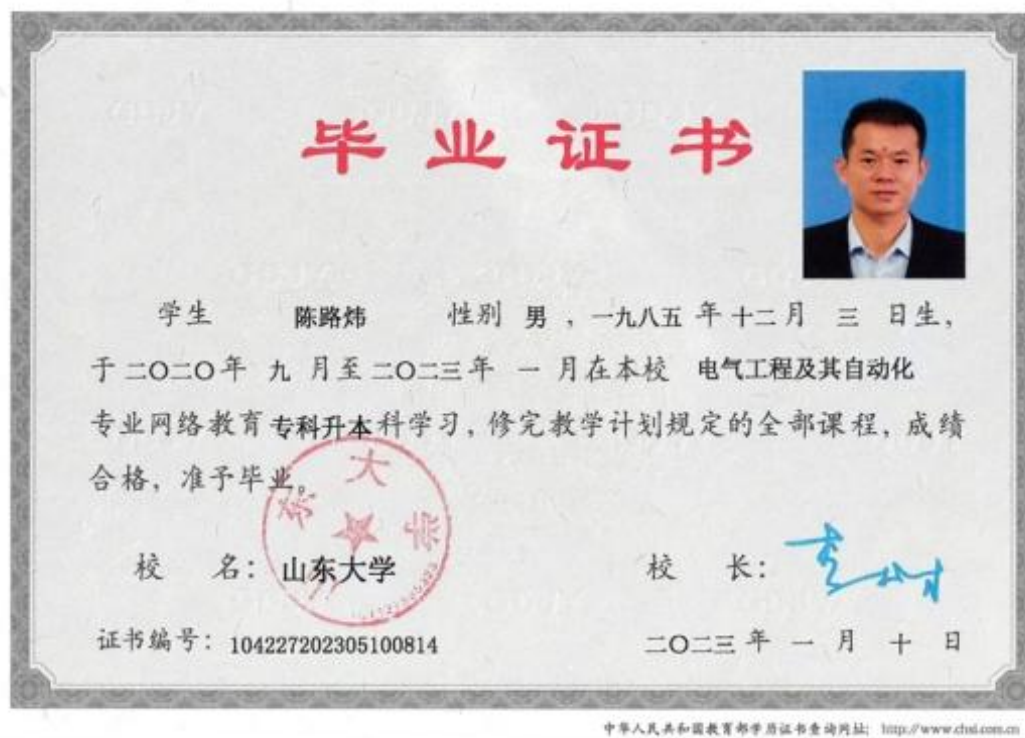 毕业证书
学生 陈路炜 性别 男 , 一九八五 年 十二 月 三 日生,
于 二〇二〇 年 九 月至 二〇二三 年 一 月在本校 电气工程及其自动化
专业网络教育 专科升本 科学习, 修完教学计划规定的全部课程, 成绩
合格, 准予毕业。
大学
校 名: 山东大学
校 长:
证书编号: 104227202305100814
二〇二三 年 一 月 十 日
中华人民共和国教育部学历证书查询网址: http://www.chsi.com.cn